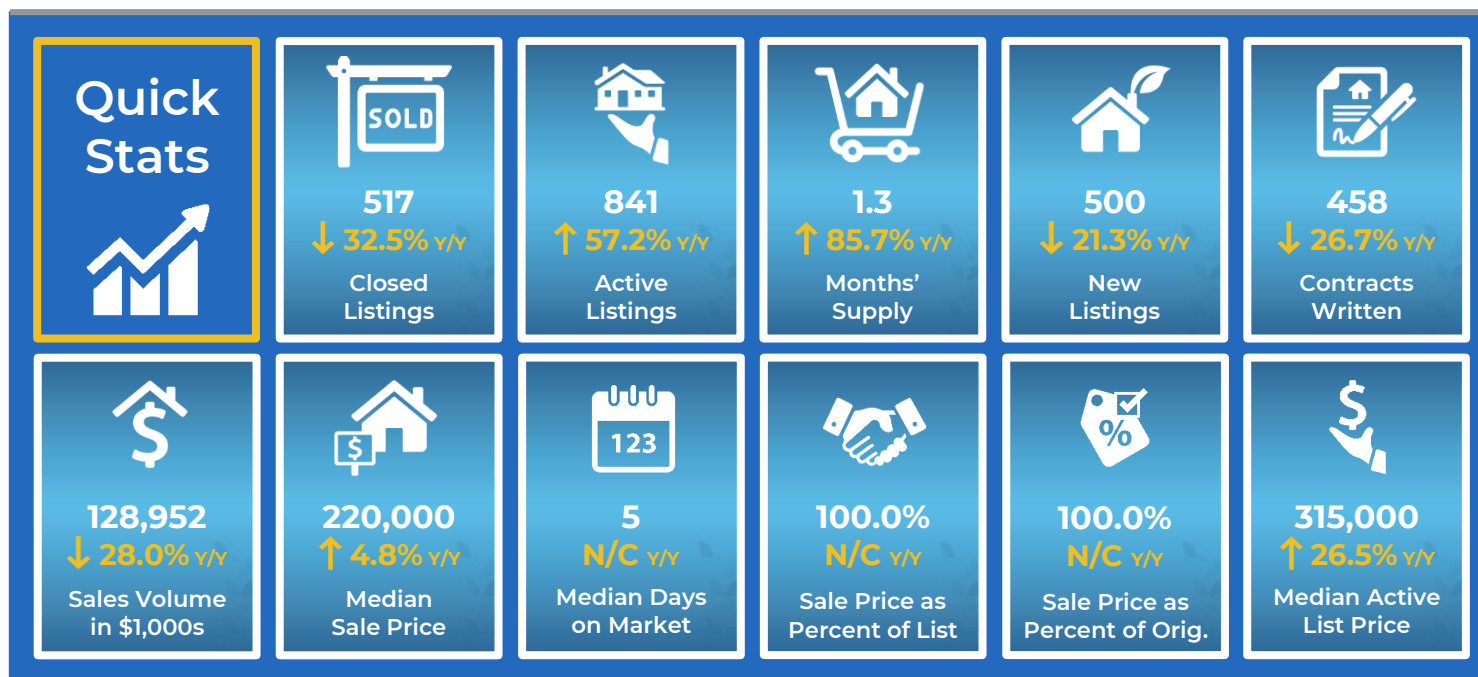 Quick
Stats
SOLD
517
↓ 32.5% Y/Y
Closed
Listings
841
↑ 57.2% Y/Y
Active
Listings
1.3
↑ 85.7% Y/Y
Months’
Supply
500
↓ 21.3% Y/Y
New
Listings
458
↓ 26.7% Y/Y
Contracts
Written
$
128,952
↓ 28.0% Y/Y
Sales Volume
in $1,000s
$
220,000
↑ 4.8% Y/Y
Median
Sale Price
123
5
N/C Y/Y
Median Days
on Market
100.0%
N/C Y/Y
Sale Price as
Percent of List
%
100.0%
N/C Y/Y
Sale Price as
Percent of Orig.
$
315,000
↑ 26.5% Y/Y
Median Active
List Price